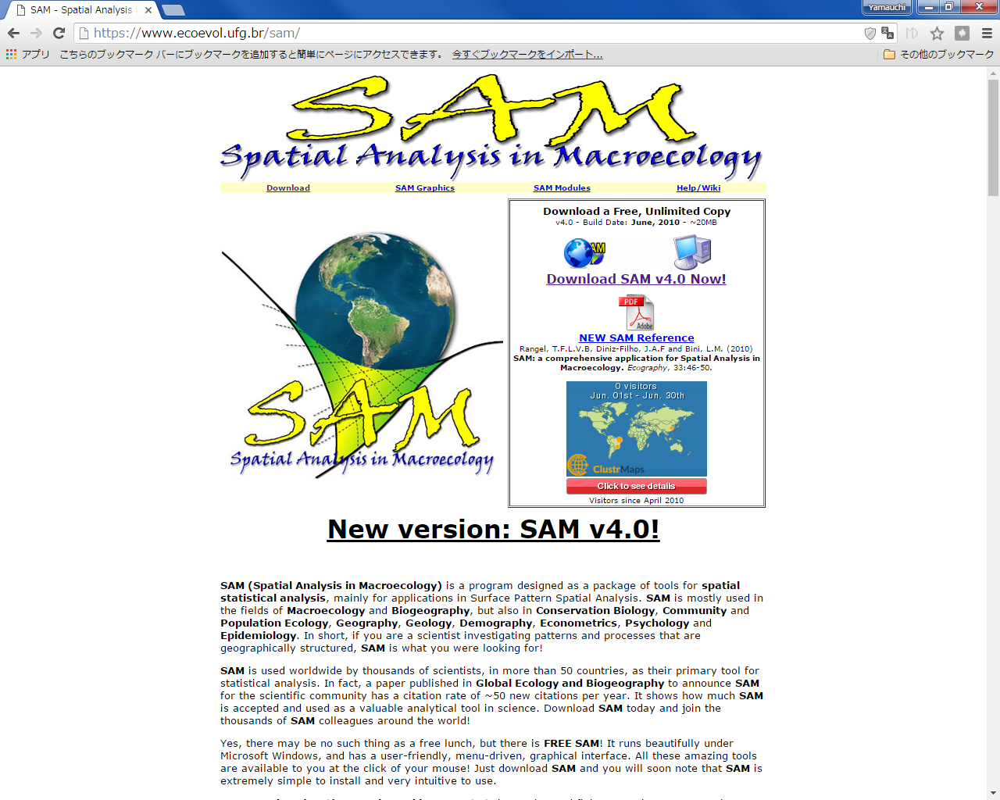 SAM - Spatial Analysis
Yamauchi
https://www.ecoevol.ufg.br/sam/
アプリ こちらのブックマーク バーにブックマークを追加すると簡単にページにアクセスできます。 今すぐブックマークをインポート... その他のブックマーク
SAM
Spatial Analysis in Macroecology
Download SAM Graphics SAM Modules Help/Wiki
SAM
Spatial Analysis in Macroecology
Download a Free, Unlimited Copy
v4.0 - Build Date: June, 2010 - ~20MB
AM
Download SAM v4.0 Now!
PDF
Adobe
NEW SAM Reference
Rangel, T.F.L.V.B, Diniz-Filho, J.A.F and Bini, L.M. (2010)
SAM: a comprehensive application for Spatial Analysis in
Macroecology. Ecography, 33:46-50.
0 visitors
Jun. 01st - Jun. 30th
ClustrMaps
Click to see details
Visitors since April 2010
New version: SAM v4.0!
SAM (Spatial Analysis in Macroecology) is a program designed as a package of tools for spatial
statistical analysis, mainly for applications in Surface Pattern Spatial Analysis. SAM is mostly used in
the fields of Macroecology and Biogeography, but also in Conservation Biology, Community and
Population Ecology, Geography, Geology, Demography, Econometrics, Psychology and
Epidemiology. In short, if you are a scientist investigating patterns and processes that are
geographically structured, SAM is what you were looking for!
SAM is used worldwide by thousands of scientists, in more than 50 countries, as their primary tool for
statistical analysis. In fact, a paper published in Global Ecology and Biogeography to announce SAM
for the scientific community has a citation rate of ~50 new citations per year. It shows how much SAM
is accepted and used as a valuable analytical tool in science. Download SAM today and join the
thousands of SAM colleagues around the world!
Yes, there may be no such thing as a free lunch, but there is FREE SAM! It runs beautifully under
Microsoft Windows, and has a user-friendly, menu-driven, graphical interface. All these amazing tools
are available to you at the click of your mouse! Just download SAM and you will soon note that SAM is
extremely simple to install and very intuitive to use.